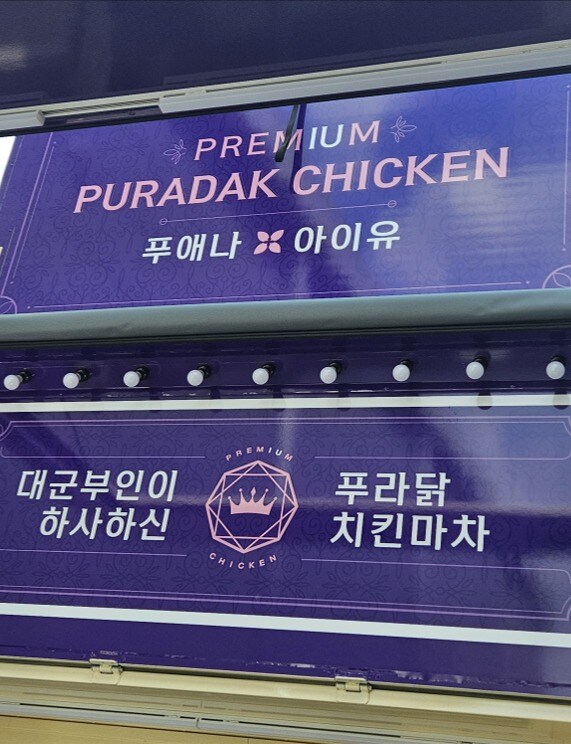 PREMIUM
PURADAK CHICKEN
푸애나 아이유
PREMIUM
대군부인이
하사하신
푸라닭
치킨마차
CHICKEN